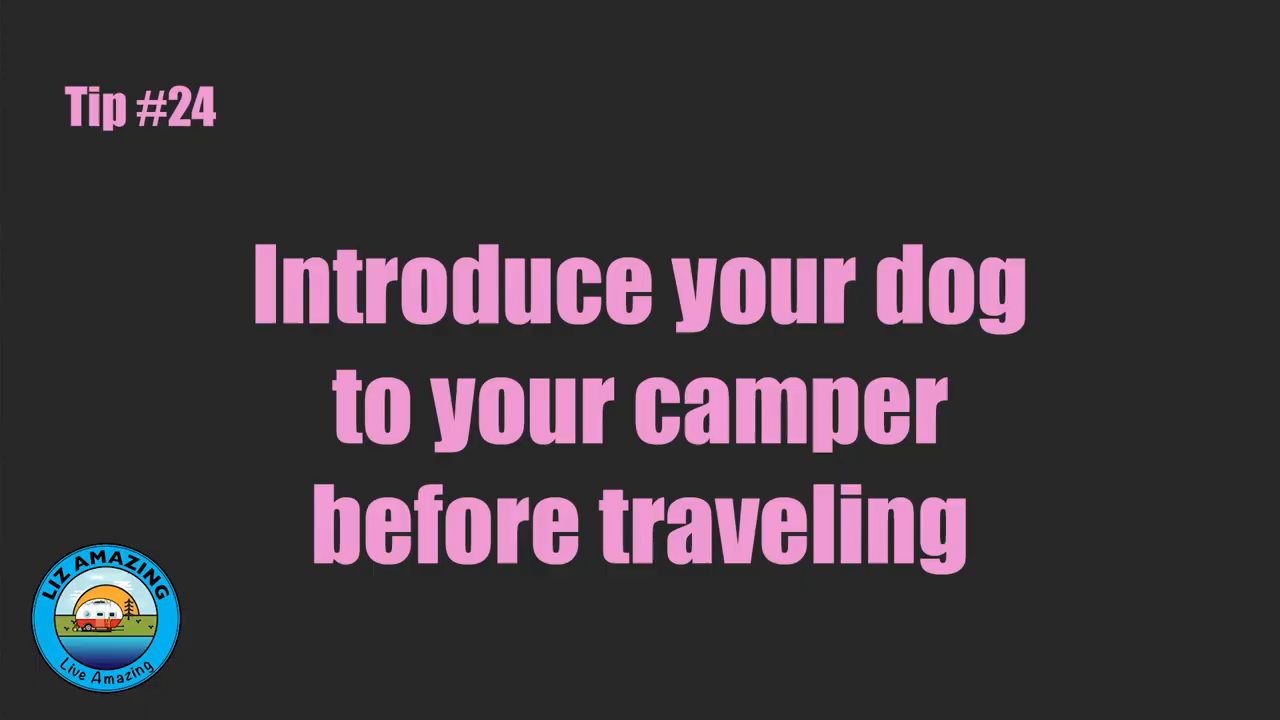 Tip #24
Introduce your dog
to your camper
before traveling
LIZ AMAZING
Live Amazing